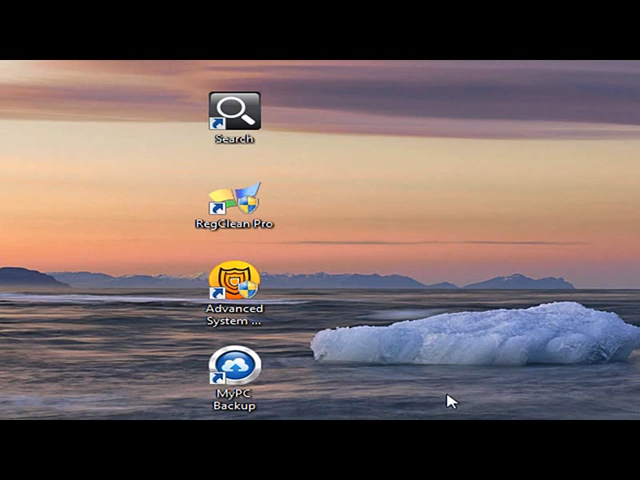 Search
RegClean Pro
Advanced
System ...
MyPC
Backup